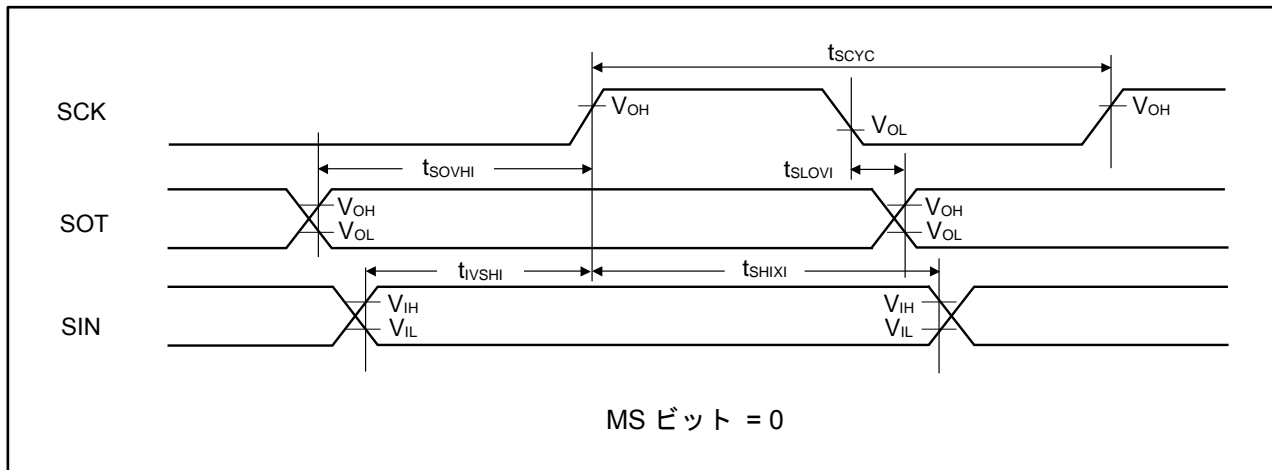 tSCYC
SCK
VOH
VOL
VOH
tSOVHI
tSLOVI
SOT
VOH
VOL
VOH
VOL
tIVSHI
tSHIXI
SIN
VIH
VIL
VIH
VIL
MS ビット = 0